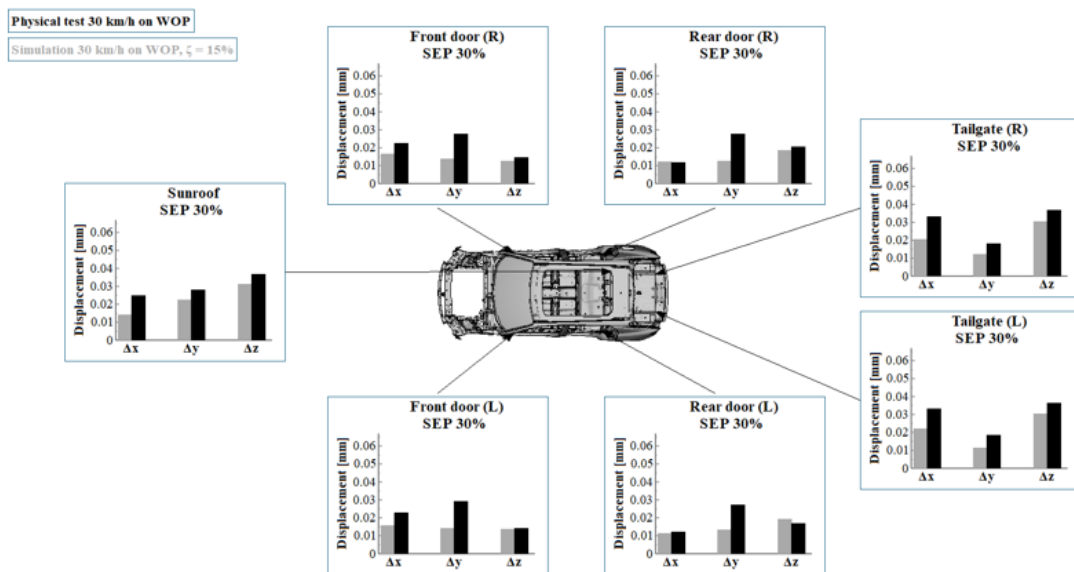 Physical test 30 km/h on WOP
Simulation 30 km/h on WOP, ζ = 15%
Front door (R)
SEP 30%
Displacement [mm]
0.06
0.05
0.04
0.03
0.02
0.01
0
Δx Δy Δz
Rear door (R)
SEP 30%
Displacement [mm]
0.06
0.05
0.04
0.03
0.02
0.01
0
Δx Δy Δz
Tailgate (R)
SEP 30%
Displacement [mm]
0.06
0.05
0.04
0.03
0.02
0.01
0
Δx Δy Δz
Sunroof
SEP 30%
Displacement [mm]
0.06
0.05
0.04
0.03
0.02
0.01
0
Δx Δy Δz
Tailgate (L)
SEP 30%
Displacement [mm]
0.06
0.05
0.04
0.03
0.02
0.01
0
Δx Δy Δz
Front door (L)
SEP 30%
Displacement [mm]
0.06
0.05
0.04
0.03
0.02
0.01
0
Δx Δy Δz
Rear door (L)
SEP 30%
Displacement [mm]
0.06
0.05
0.04
0.03
0.02
0.01
0
Δx Δy Δz